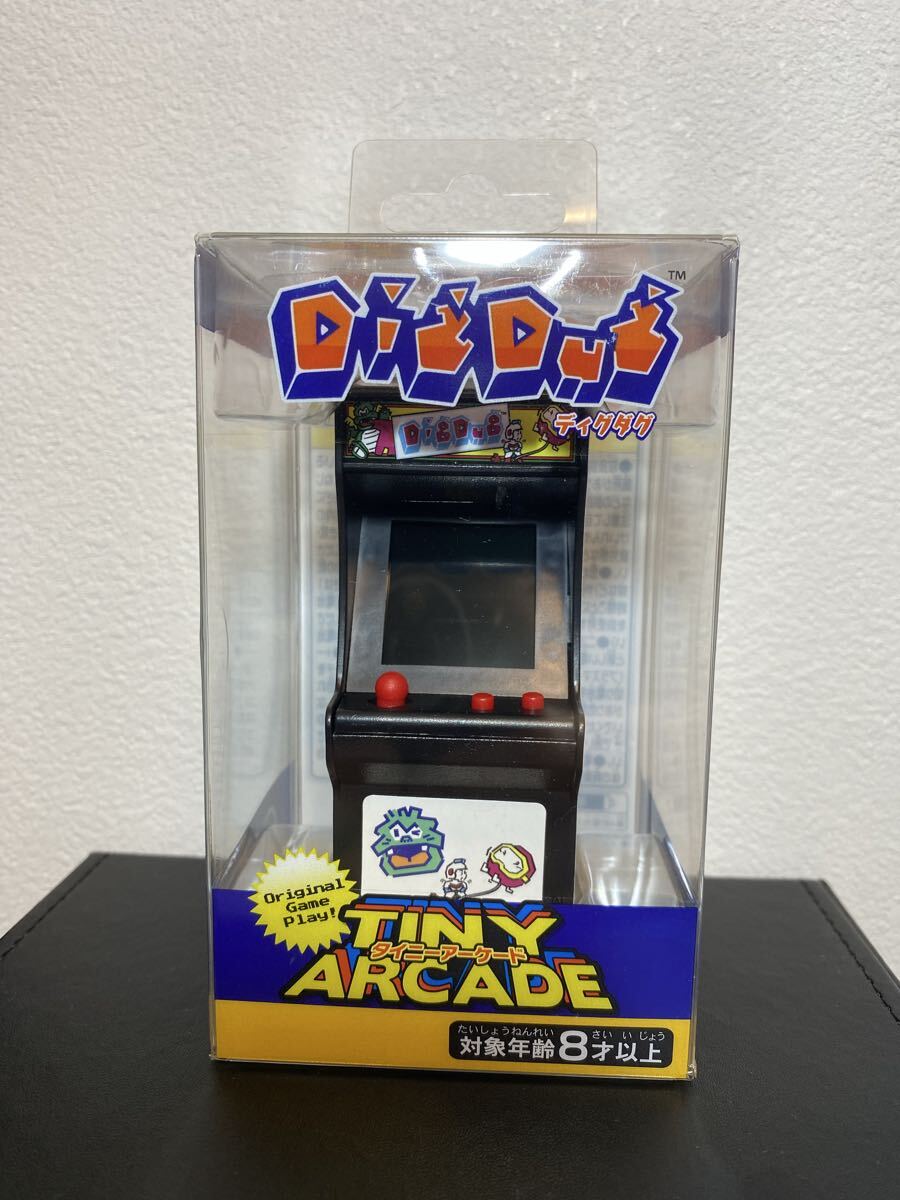 DIG DUG™
ディグダグ
DIG DUG
Original
Game
Play!
TINY
タイニーアーケード
ARCADE
たいしょうねんれい さい い じょう
対象年齢8才以上